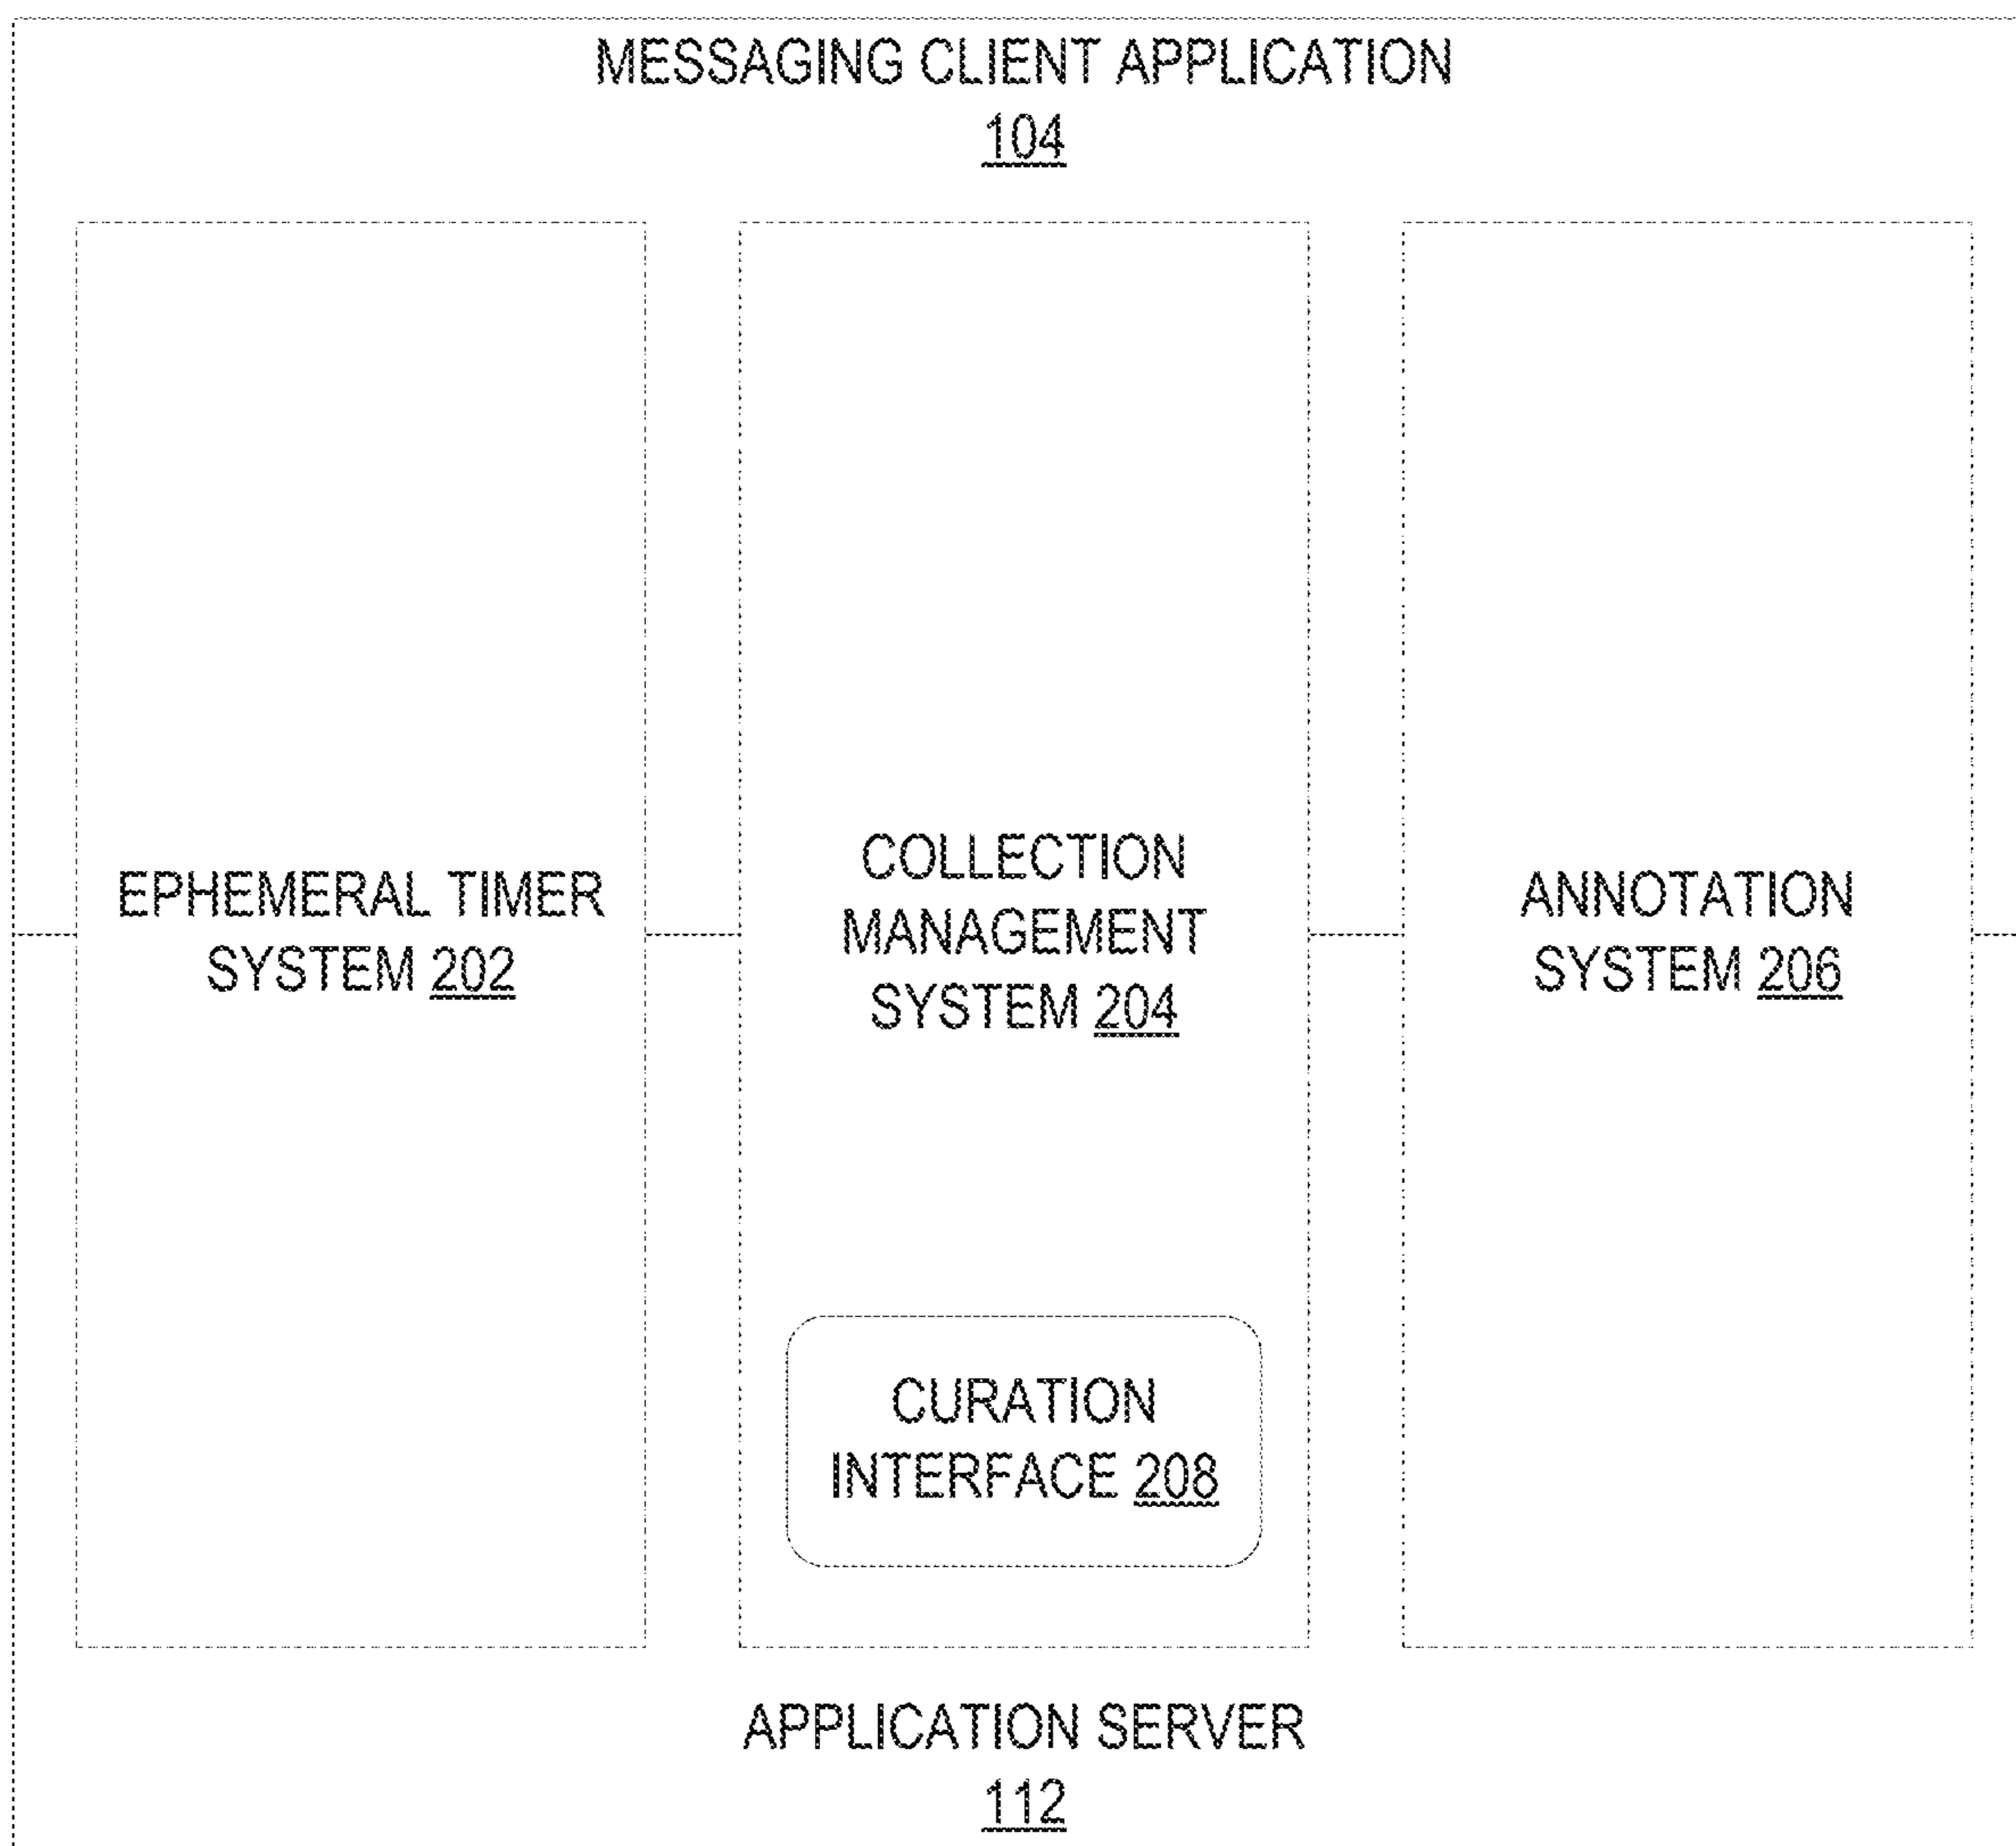 MESSAGING CLIENT APPLICATION
104
EPHEMERAL TIMER
SYSTEM 202
COLLECTION
MANAGEMENT
SYSTEM 204
ANNOTATION
SYSTEM 206
CURATION
INTERFACE 208
APPLICATION SERVER
112